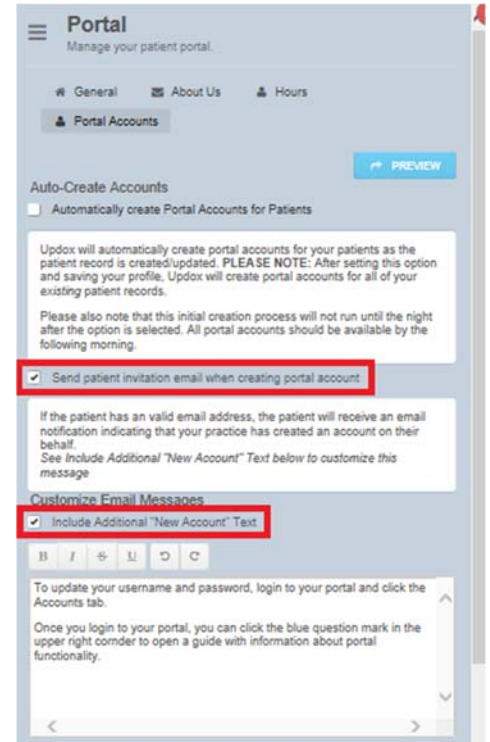 Portal
Manage your patient portal.
General About Us Hours
Portal Accounts
PREVIEW
Auto-Create Accounts
Automatically create Portal Accounts for Patients
Updox will automatically create portal accounts for your patients as the
patient record is created/updated. PLEASE NOTE: After setting this option
and saving your profile, Updox will create portal accounts for all of your
existing patient records.
Please also note that this initial creation process will not run until the night
after the option is selected. All portal accounts should be available by the
following morning.
Send patient invitation email when creating portal account
If the patient has an valid email address, the patient will receive an email
notification indicating that your practice has created an account on their
behalf.
See Include Additional "New Account" Text below to customize this
message
Customize Email Messages
Include Additional "New Account" Text
B I S U
To update your username and password, login to your portal and click the
Accounts tab.
Once you login to your portal, you can click the blue question mark in the
upper right cornder to open a guide with information about portal
functionality.